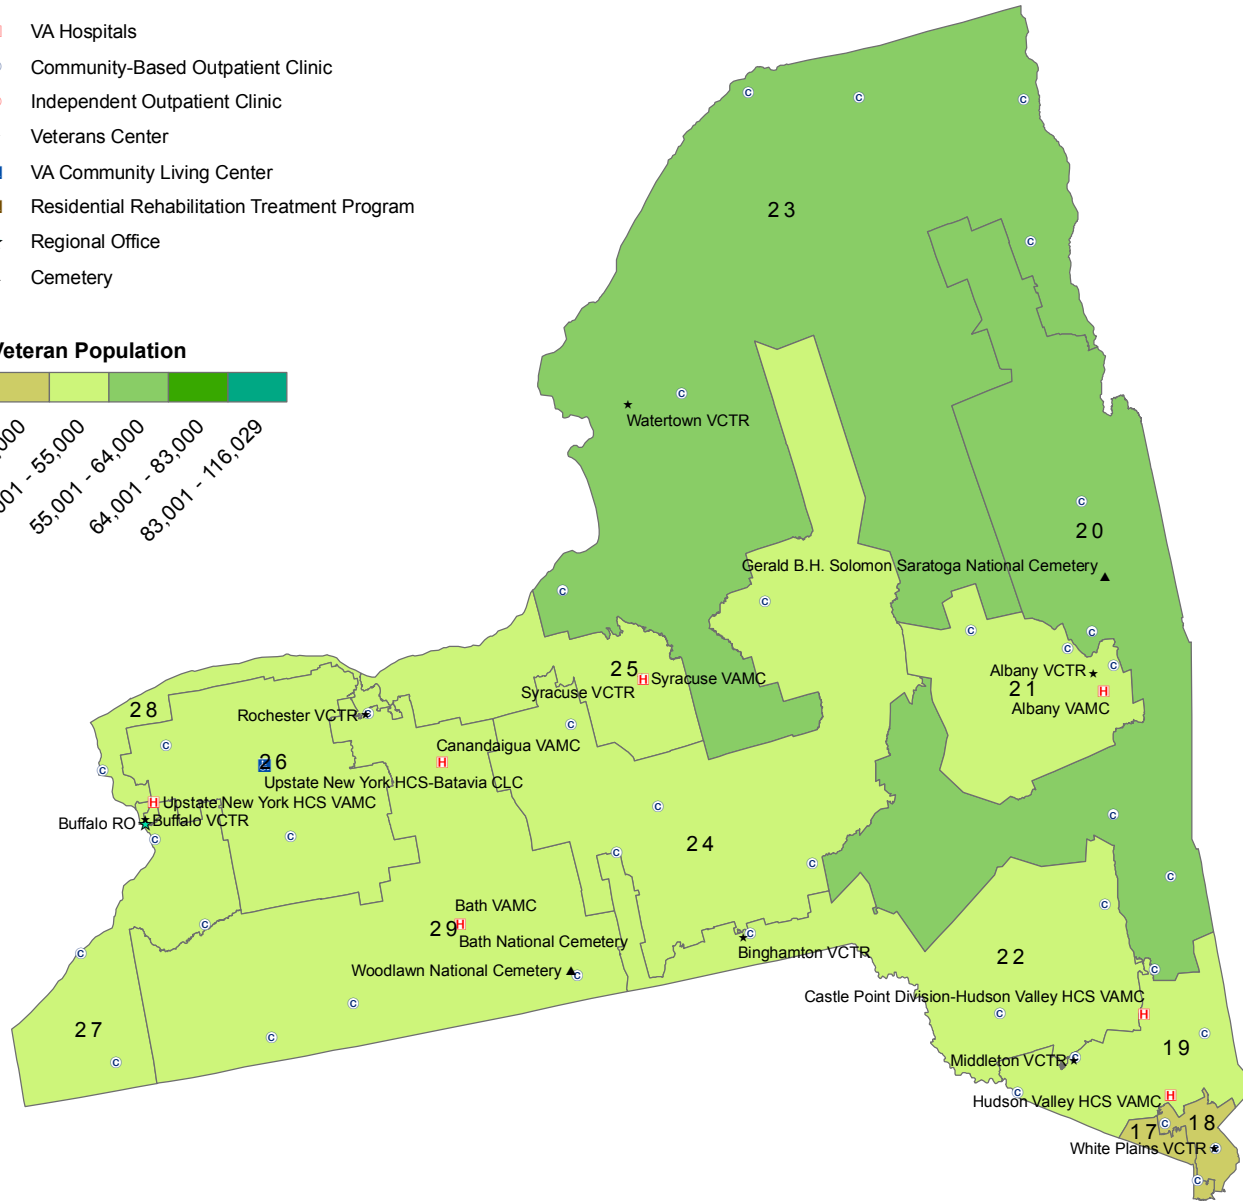 VA Hospitals
Community-Based Outpatient Clinic
Independent Outpatient Clinic
Veterans Center
VA Community Living Center
Residential Rehabilitation Treatment Program
Regional Office
Cemetery
Veteran Population
55,001 - 64,000
64,001 - 83,000
83,001 - 116,029
23
Watertown VCTR
20
Gerald B.H. Solomon Saratoga National Cemetery
25
Syracuse VAMC
Syracuse VCTR
Albany VCTR
21
Albany VAMC
28
Rochester VCTR
Canandaigua VAMC
26
Upstate New York HCS-Batavia CLC
Upstate New York HCS VAMC
Buffalo RO
Buffalo VCTR
24
Bath VAMC
29
Bath National Cemetery
Binghamton VCTR
22
Woodlawn National Cemetery
Castle Point Division-Hudson Valley HCS VAMC
27
19
Middleton VCTR
Hudson Valley HCS VAMC
17
18
White Plains VCTR